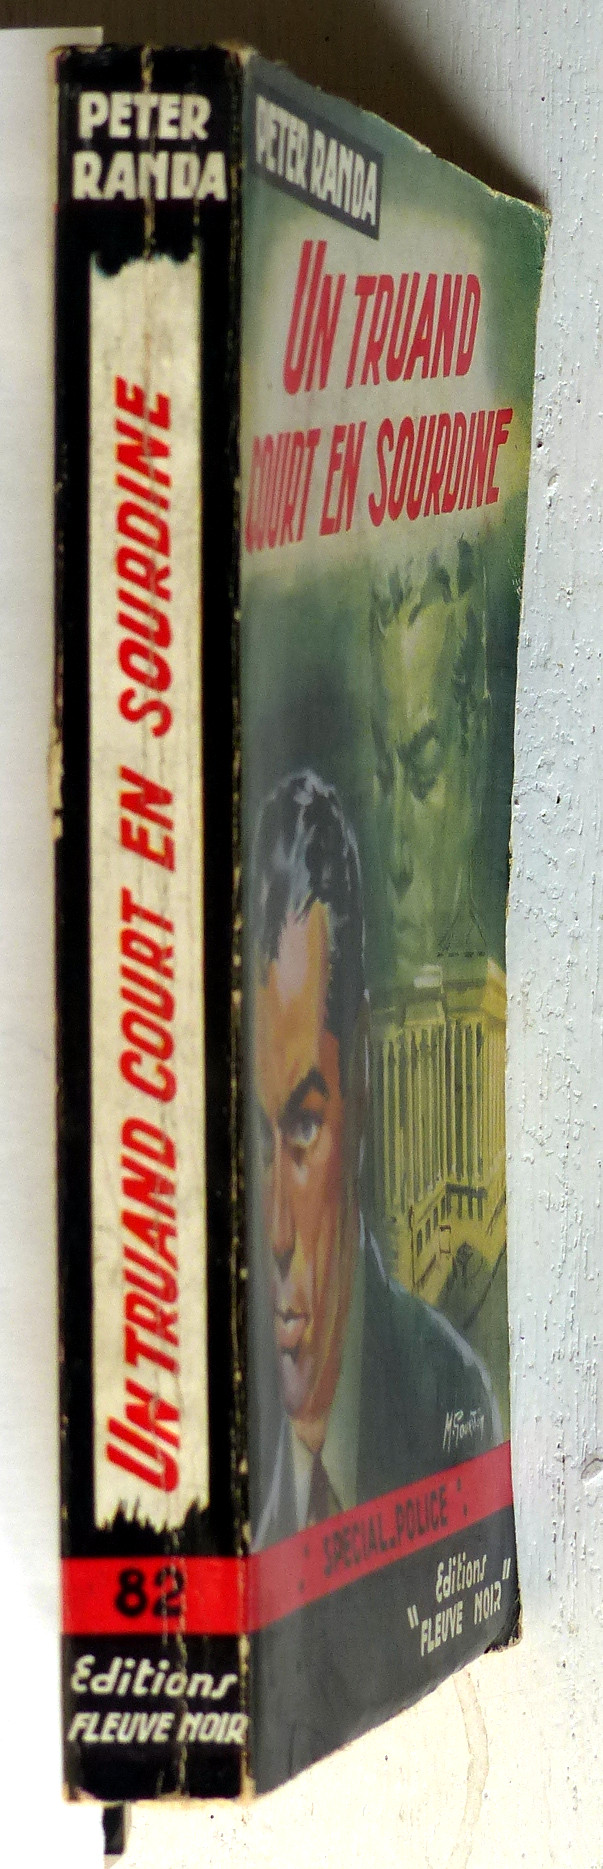 PETER
RANDA
UN TRUAND COURT EN SOURDINE
82
Editions
FLEUVE NOIR
PETER RANDA
UN TRUAND
COURT EN SOURDINE
M. Gourdon
: SPECIAL-POLICE :
Editions
"FLEUVE NOIR"